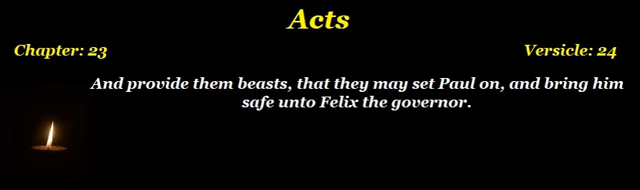 Acts
Chapter: 23 Versicle: 24
And provide them beasts, that they may set Paul on, and bring him
safe unto Felix the governor.